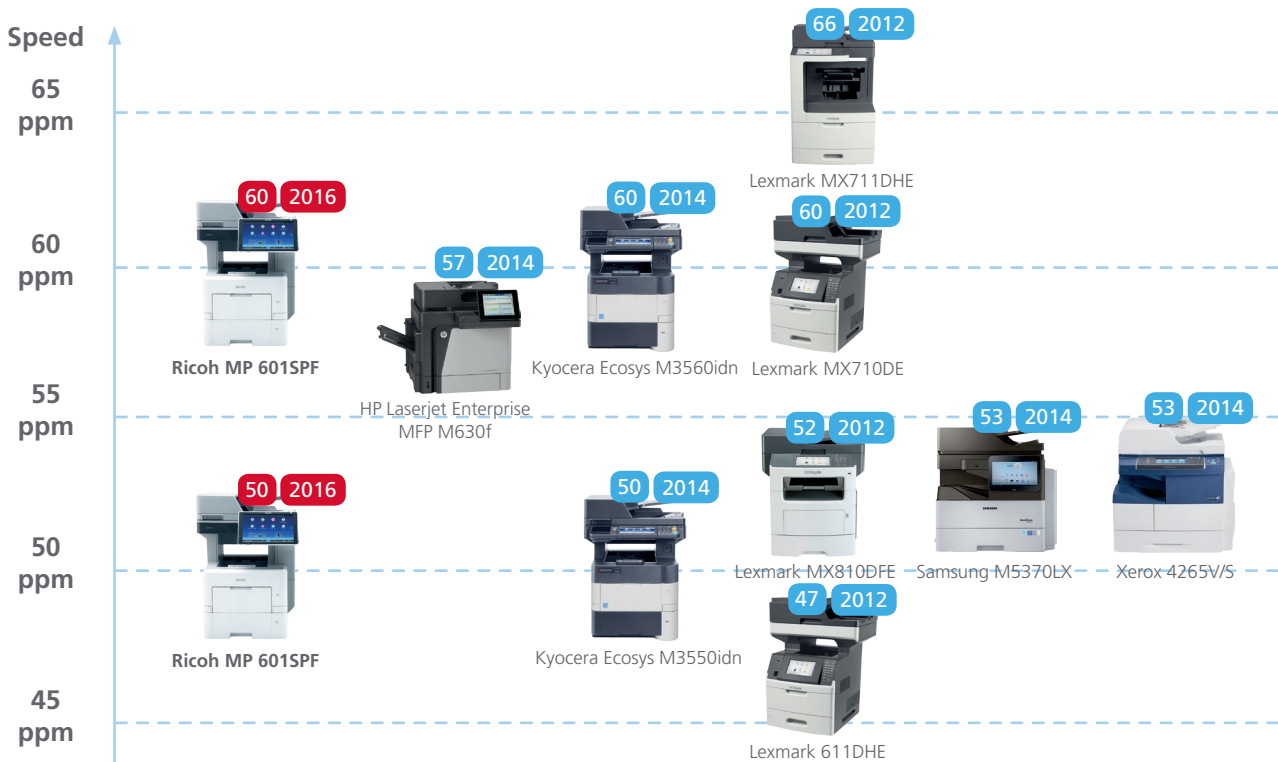 Speed
65
ppm
66 2012
Lexmark MX711DHE
60
ppm
60 2016
Ricoh MP 601SPF
57 2014
HP Laserjet Enterprise
MFP M630f
60 2014
Kyocera Ecosys M3560idn
60 2012
Lexmark MX710DE
55
ppm
50 2016
Ricoh MP 601SPF
50 2014
Kyocera Ecosys M3550idn
52 2012
Lexmark MX810DFE
53 2014
SAMSUNG
Samsung M5370LX
53 2014
Xerox 4265V/S
50
ppm
47 2012
Lexmark 611DHE
45
ppm